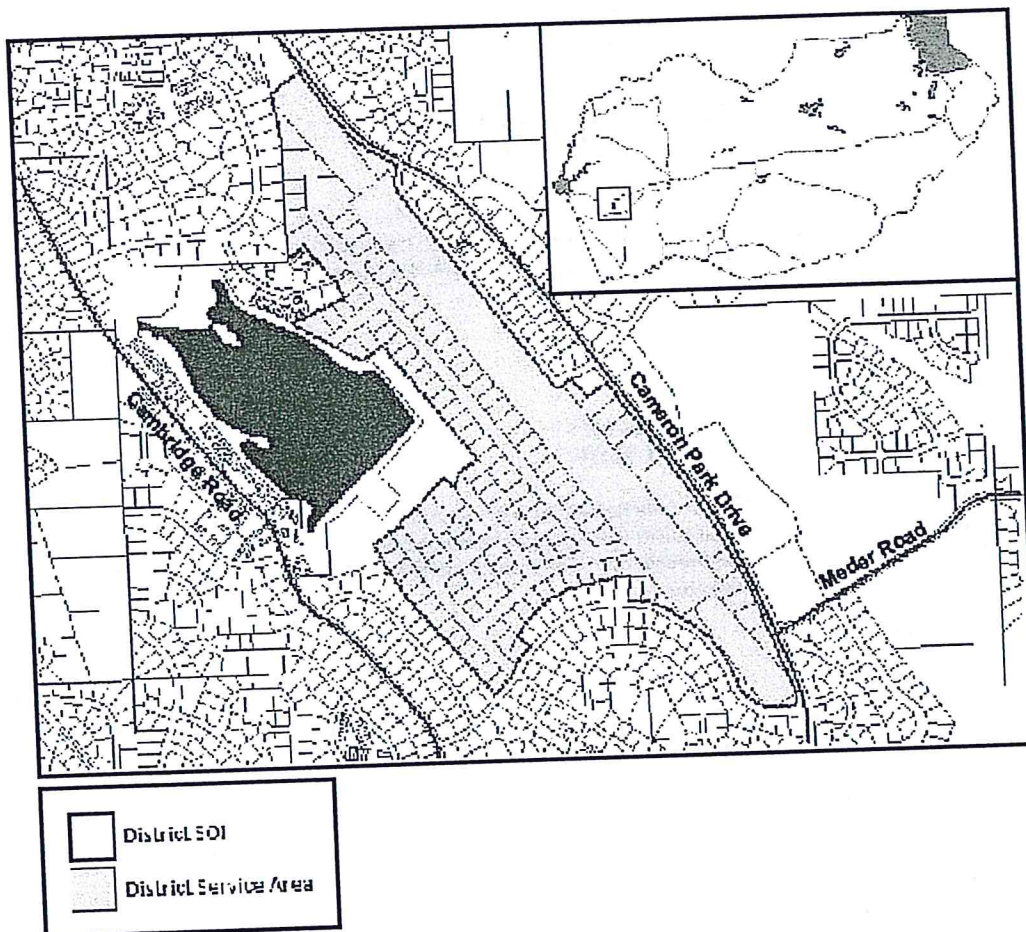 Cameron Park Drive
Cambridge Road
Meder Road
District SOI
District Service Area